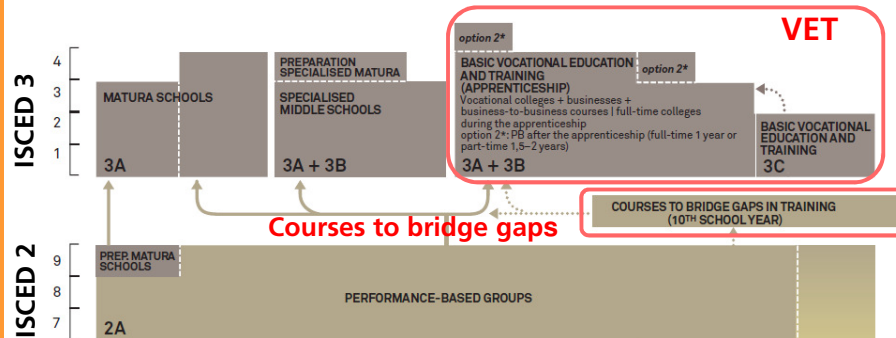 VET
option 2*
4
PREPARATION
SPECIALISED MATURA
BASIC VOCATIONAL EDUCATION
AND TRAINING
(APPRENTICESHIP)
option 2*
Vocational colleges + businesses +
business-to-business courses | full-time colleges
during the apprenticeship
option 2*: PB after the apprenticeship (full-time 1 year or
part-time 1,5–2 years)
3A + 3B
ISCED 3
3
2
1
MATURA SCHOOLS
3A
SPECIALISED
MIDDLE SCHOOLS
3A + 3B
BASIC VOCATIONAL
EDUCATION AND
TRAINING
3C
COURSES TO BRIDGE GAPS IN TRAINING
(10TH SCHOOL YEAR)
Courses to bridge gaps
ISCED 2
9
8
7
PREP. MATURA
SCHOOLS
PERFORMANCE-BASED GROUPS
2A